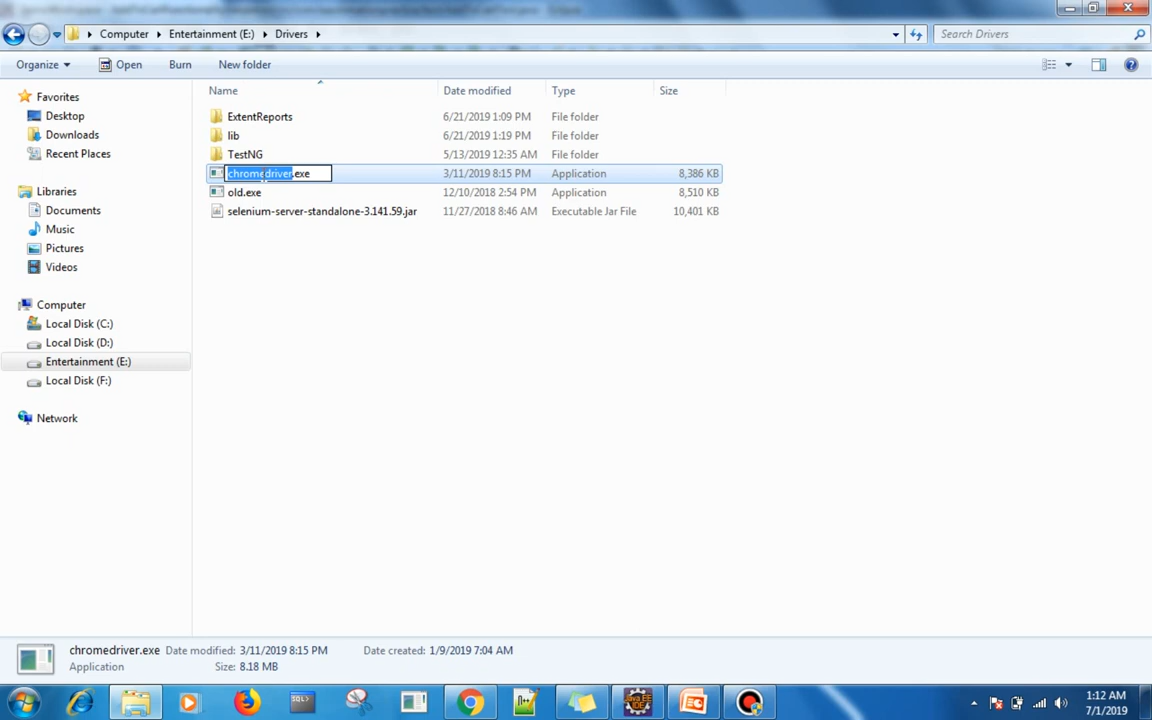 Computer Entertainment (E:) Drivers
Search Drivers
Organize Open Burn New folder
Favorites
Desktop
Downloads
Recent Places
Libraries
Documents
Music
Pictures
Videos
Computer
Local Disk (C:)
Local Disk (D:)
Entertainment (E:)
Local Disk (F:)
Network
Name Date modified Type Size
ExtentReports 6/21/2019 1:09 PM File folder
lib 6/21/2019 1:19 PM File folder
TestNG 5/13/2019 12:35 AM File folder
chromedriver.exe 3/11/2019 8:15 PM Application 8,386 KB
old.exe 12/10/2018 2:54 PM Application 8,510 KB
selenium-server-standalone-3.141.59.jar 11/27/2018 8:46 AM Executable Jar File 10,401 KB
chromedriver.exe Date modified: 3/11/2019 8:15 PM Date created: 1/9/2019 7:04 AM
Application Size: 8.18 MB
SQL
Java EE
IDE
1:12 AM
7/1/2019